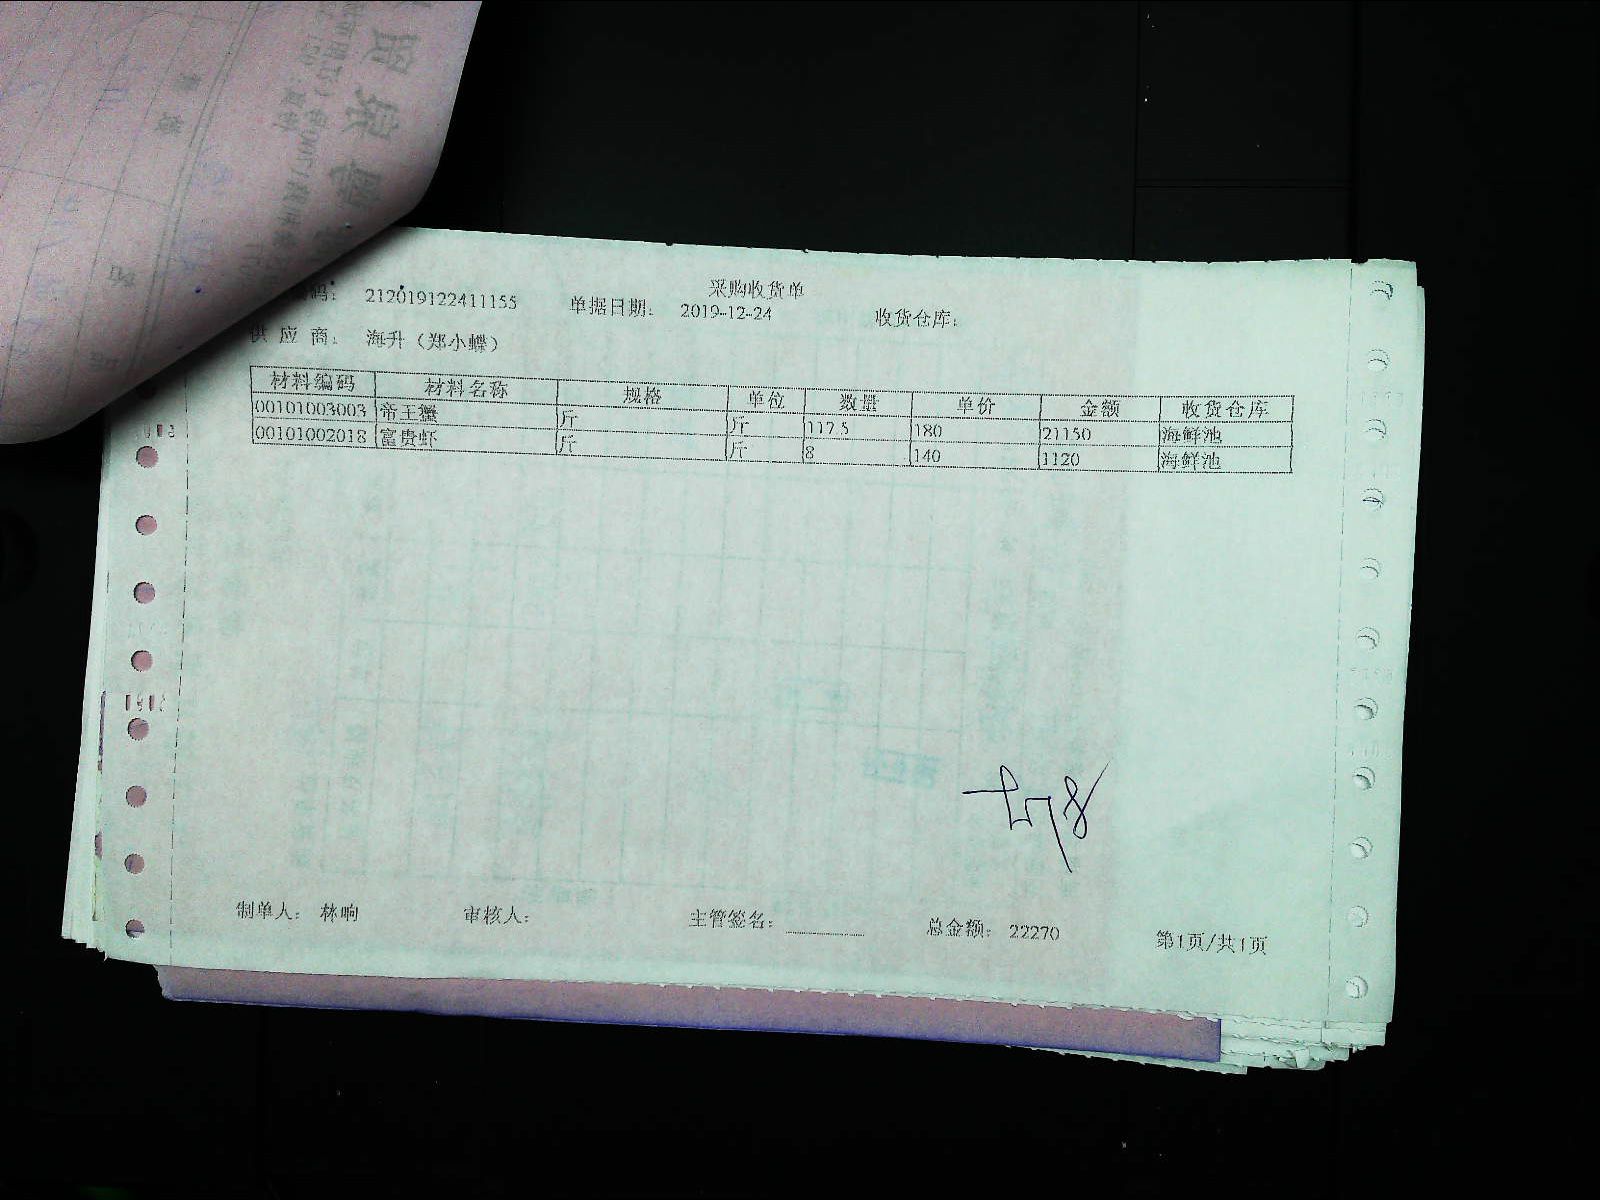 采购收货单
码： 212019122411155 单据日期： 2019-12-24 收货仓库：
供 应 商： 海升（郑小蝶）
材料编码 材料名称 规格 单位 数量 单价 金额 收货仓库
00101003003 帝王蟹 斤 斤 117.5 180 21150 海鲜池
00101002018 富贵虾 斤 斤 8 140 1120 海鲜池
制单人： 林响 审核人： 主管签名： 总金额： 22270 第1页/共1页